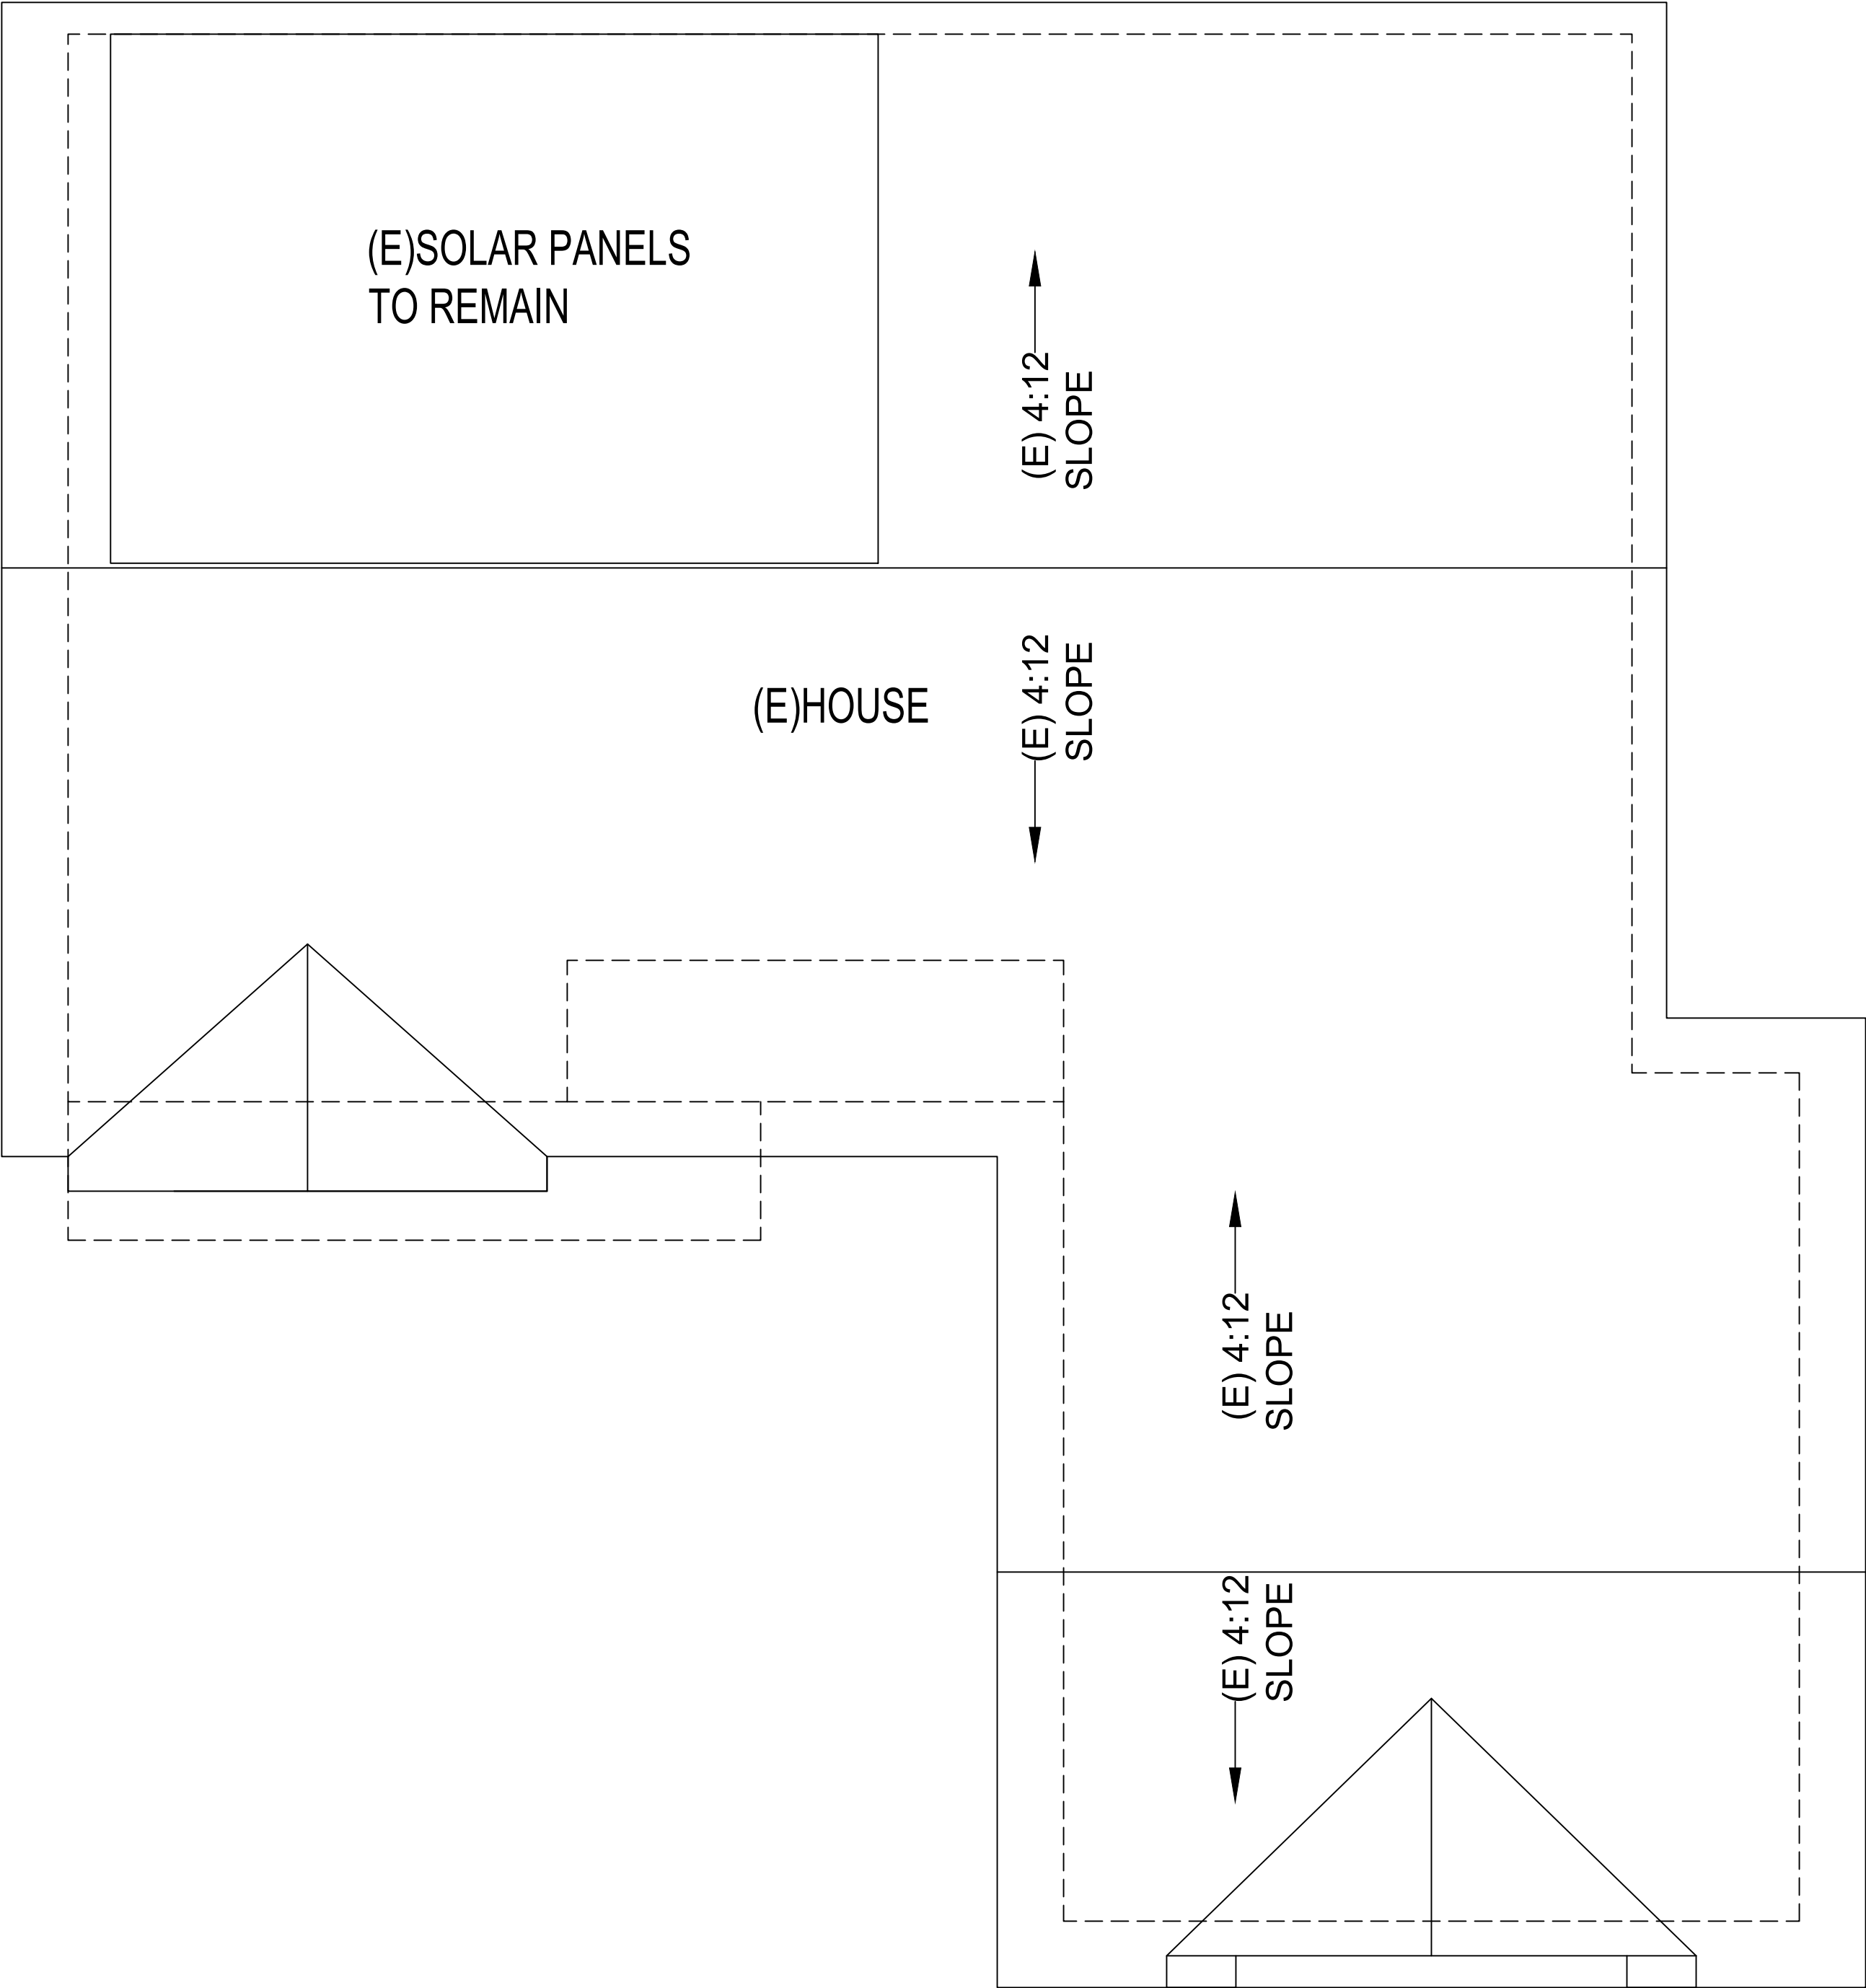 (E)SOLAR PANELS
TO REMAIN
(E) 4:12
SLOPE
(E)HOUSE
(E) 4:12
SLOPE
(E) 4:12
SLOPE
(E) 4:12
SLOPE